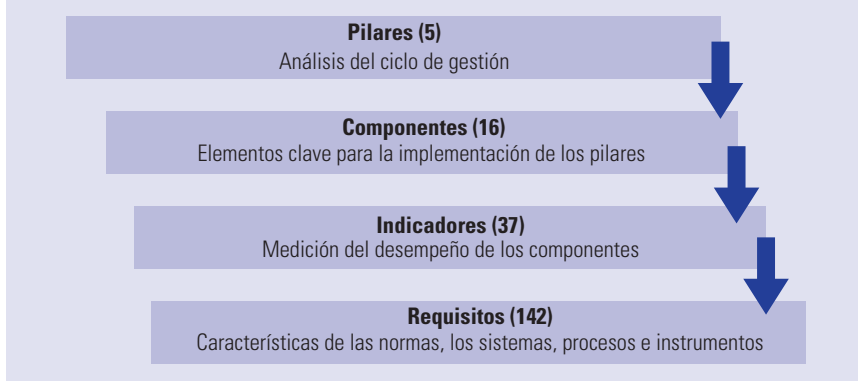 Pilares (5)
Análisis del ciclo de gestión
Componentes (16)
Elementos clave para la implementación de los pilares
Indicadores (37)
Medición del desempeño de los componentes
Requisitos (142)
Características de las normas, los sistemas, procesos e instrumentos